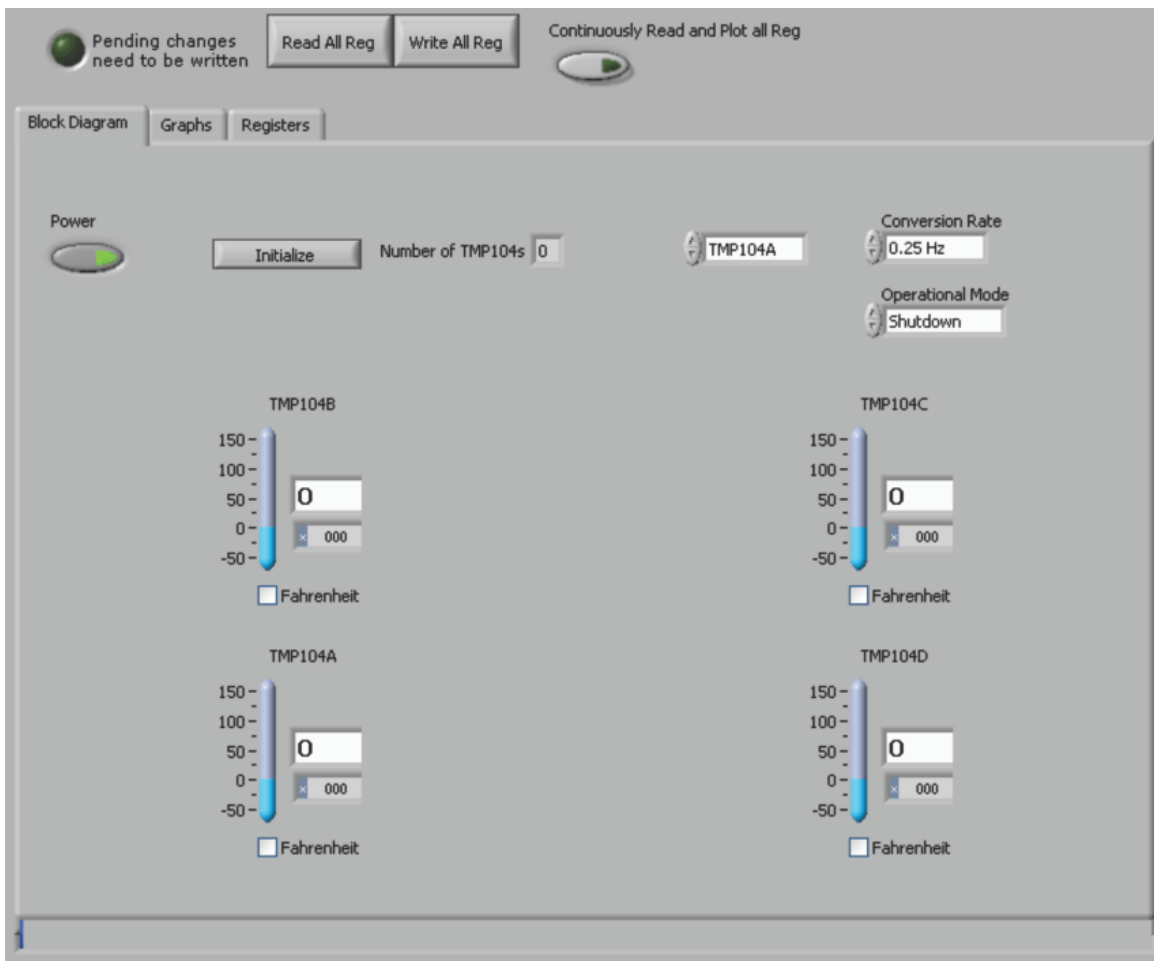 Pending changes
need to be written
Read All Reg
Write All Reg
Continuously Read and Plot all Reg
Block Diagram
Graphs
Registers
Power
Initialize
Number of TMP104s 0
TMP104A
Conversion Rate
0.25 Hz
Operational Mode
Shutdown
TMP104B
150
100
50
0
-50
0
x 000
Fahrenheit
TMP104C
150
100
50
0
-50
0
x 000
Fahrenheit
TMP104A
150
100
50
0
-50
0
x 000
Fahrenheit
TMP104D
150
100
50
0
-50
0
x 000
Fahrenheit